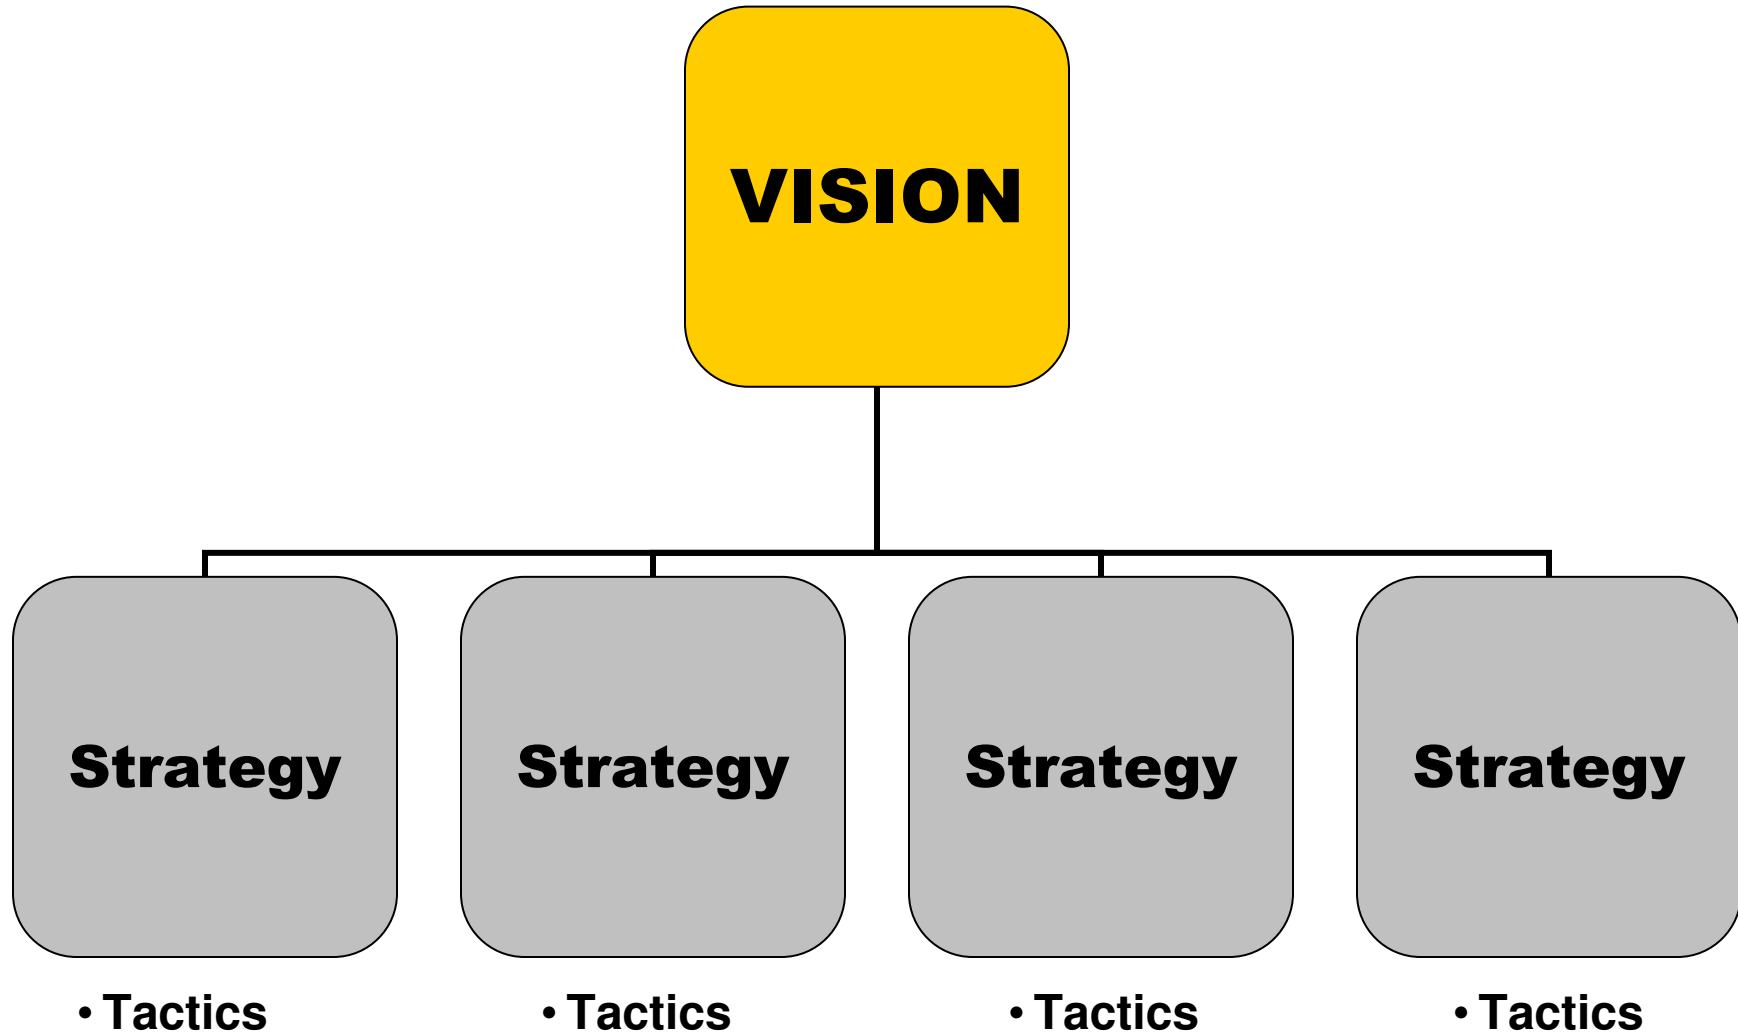 VISION
Strategy
Strategy
Strategy
Strategy
• Tactics
• Tactics
• Tactics
• Tactics